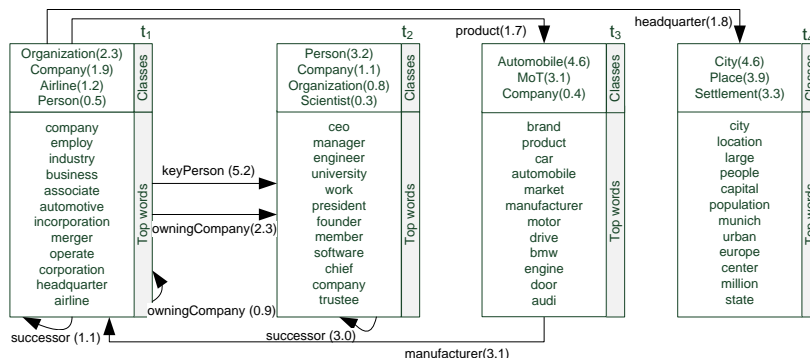 product(1.7)
headquarter(1.8)
t1
Organization(2.3)
Company(1.9)
Airline(1.2)
Person(0.5)
Classes
company
employ
industry
business
associate
automotive
incorporation
merger
operate
corporation
headquarter
airline
Top words
keyPerson (5.2)
owningCompany(2.3)
owningCompany (0.9)
successor (1.1)
t2
Person(3.2)
Company(1.1)
Organization(0.8)
Scientist(0.3)
Classes
ceo
manager
engineer
university
work
president
founder
member
software
chief
company
trustee
Top words
successor (3.0)
t3
Automobile(4.6)
MoT(3.1)
Company(0.4)
Classes
brand
product
car
automobile
market
manufacturer
motor
drive
bmw
engine
door
audi
Top words
manufacturer(3.1)
City(4.6)
Place(3.9)
Settlement(3.3)
Classes
city
location
large
people
capital
population
munich
urban
europe
center
million
state
Top words